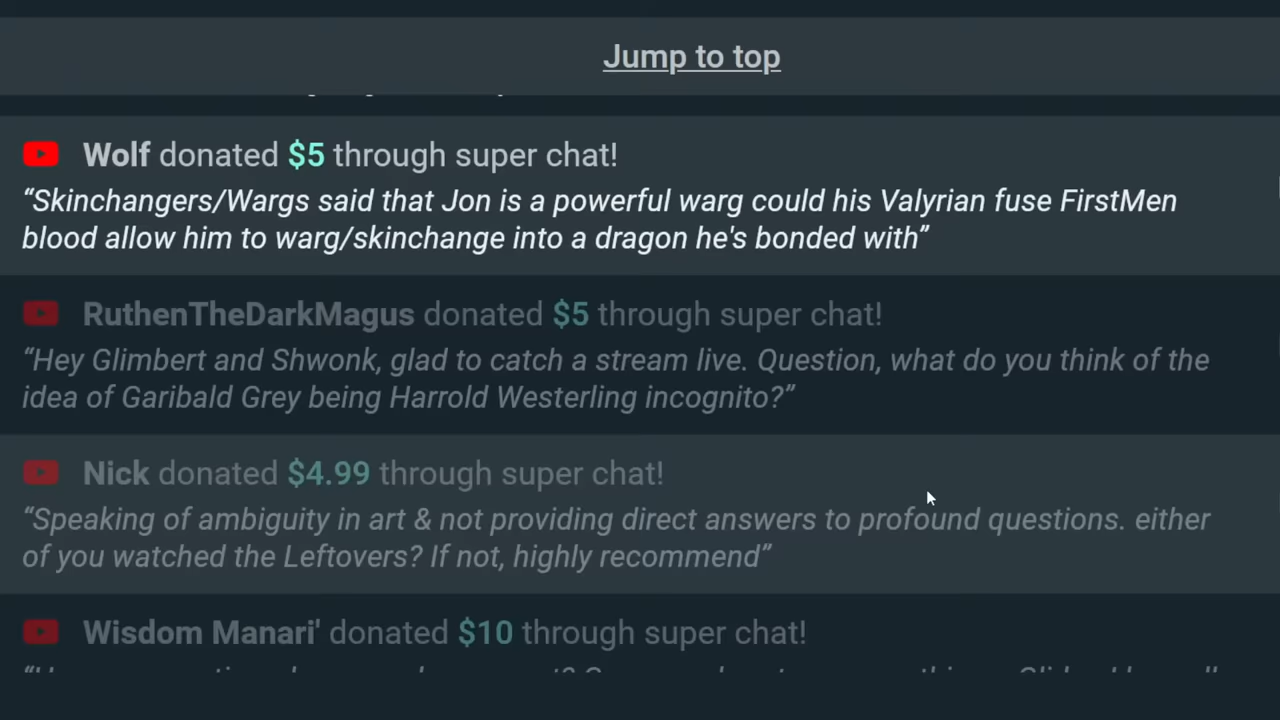 Jump to top
Wolf donated $5 through super chat!
“Skinchangers/Wargs said that Jon is a powerful warg could his Valyrian fuse FirstMen
blood allow him to warg/skinchange into a dragon he's bonded with”
RuthenTheDarkMagus donated $5 through super chat!
“Hey Glimbert and Shwonk, glad to catch a stream live. Question, what do you think of the
idea of Garibald Grey being Harrold Westerling incognito?”
Nick donated $4.99 through super chat!
“Speaking of ambiguity in art & not providing direct answers to profound questions. either
of you watched the Leftovers? If not, highly recommend”
Wisdom Manari' donated $10 through super chat!